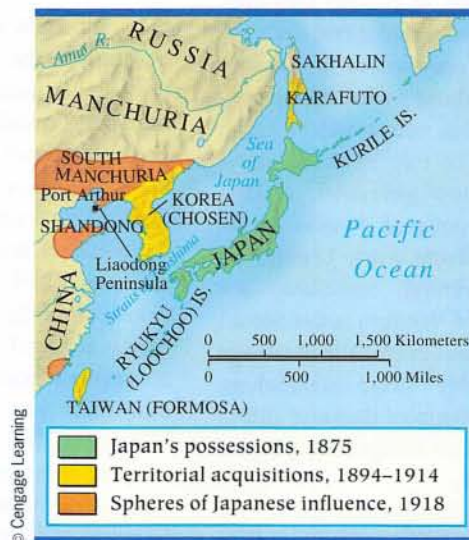 RUSSIA
Amur R.
SAKHALIN
MANCHURIA
KARAFUTO
KURILE IS.
Sea
of
Japan
SOUTH
MANCHURIA
Port Arthur
KOREA
(CHOSEN)
SHANDONG
JAPAN
Pacific
Ocean
Liaodong
Peninsula
Straits of Tsushima
CHINA
RYUKYU
(LOOCHOO) IS.
0 500 1,000 1,500 Kilometers
0 500 1,000 Miles
TAIWAN (FORMOSA)
© Cengage Learning
Japan's possessions, 1875
Territorial acquisitions, 1894–1914
Spheres of Japanese influence, 1918